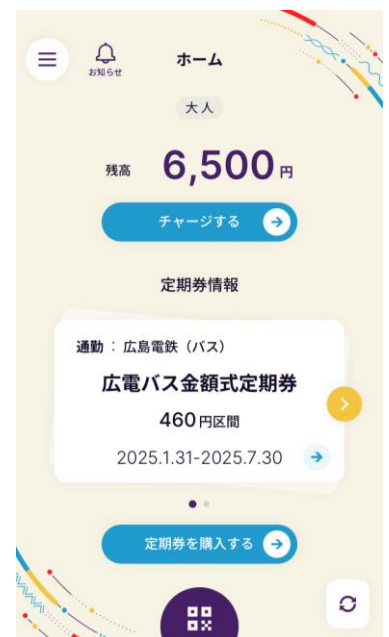 お知らせ
ホーム
大人
残高 6,500 円
チャージする
定期券情報
通勤：広島電鉄（バス）
広電バス金額式定期券
460 円区間
2025.1.31-2025.7.30
定期券を購入する